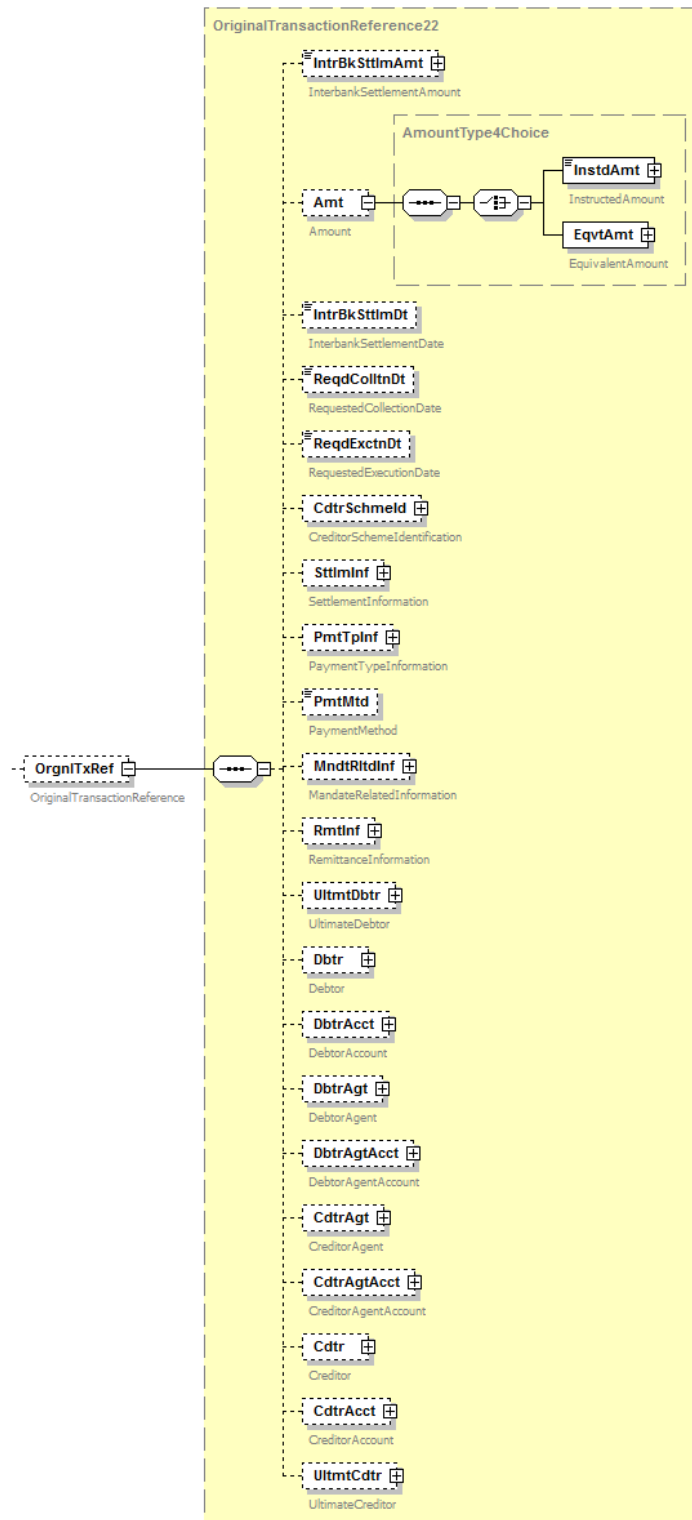 OriginalTransactionReference22
IntrBkSttlmAmt
InterbankSettlementAmount
AmountType4Choice
InstdAmt
InstructedAmount
Amt
Amount
EqvtAmt
EquivalentAmount
IntrBkSttlmDt
InterbankSettlementDate
ReqdColltnDt
RequestedCollectionDate
ReqdExctnDt
RequestedExecutionDate
CdtrSchmeId
CreditorSchemeIdentification
SttlmInf
SettlementInformation
PmtTpInf
PaymentTypeInformation
PmtMtd
PaymentMethod
OrgnlTxRef
OriginalTransactionReference
MndtRltdInf
MandateRelatedInformation
RmtInf
RemittanceInformation
UltmtDbtr
UltimateDebtor
Dbtr
Debtor
DbtrAcct
DebtorAccount
DbtrAgt
DebtorAgent
DbtrAgtAcct
DebtorAgentAccount
CdtrAgt
CreditorAgent
CdtrAgtAcct
CreditorAgentAccount
Cdtr
Creditor
CdtrAcct
CreditorAccount
UltmtCdtr
UltimateCreditor